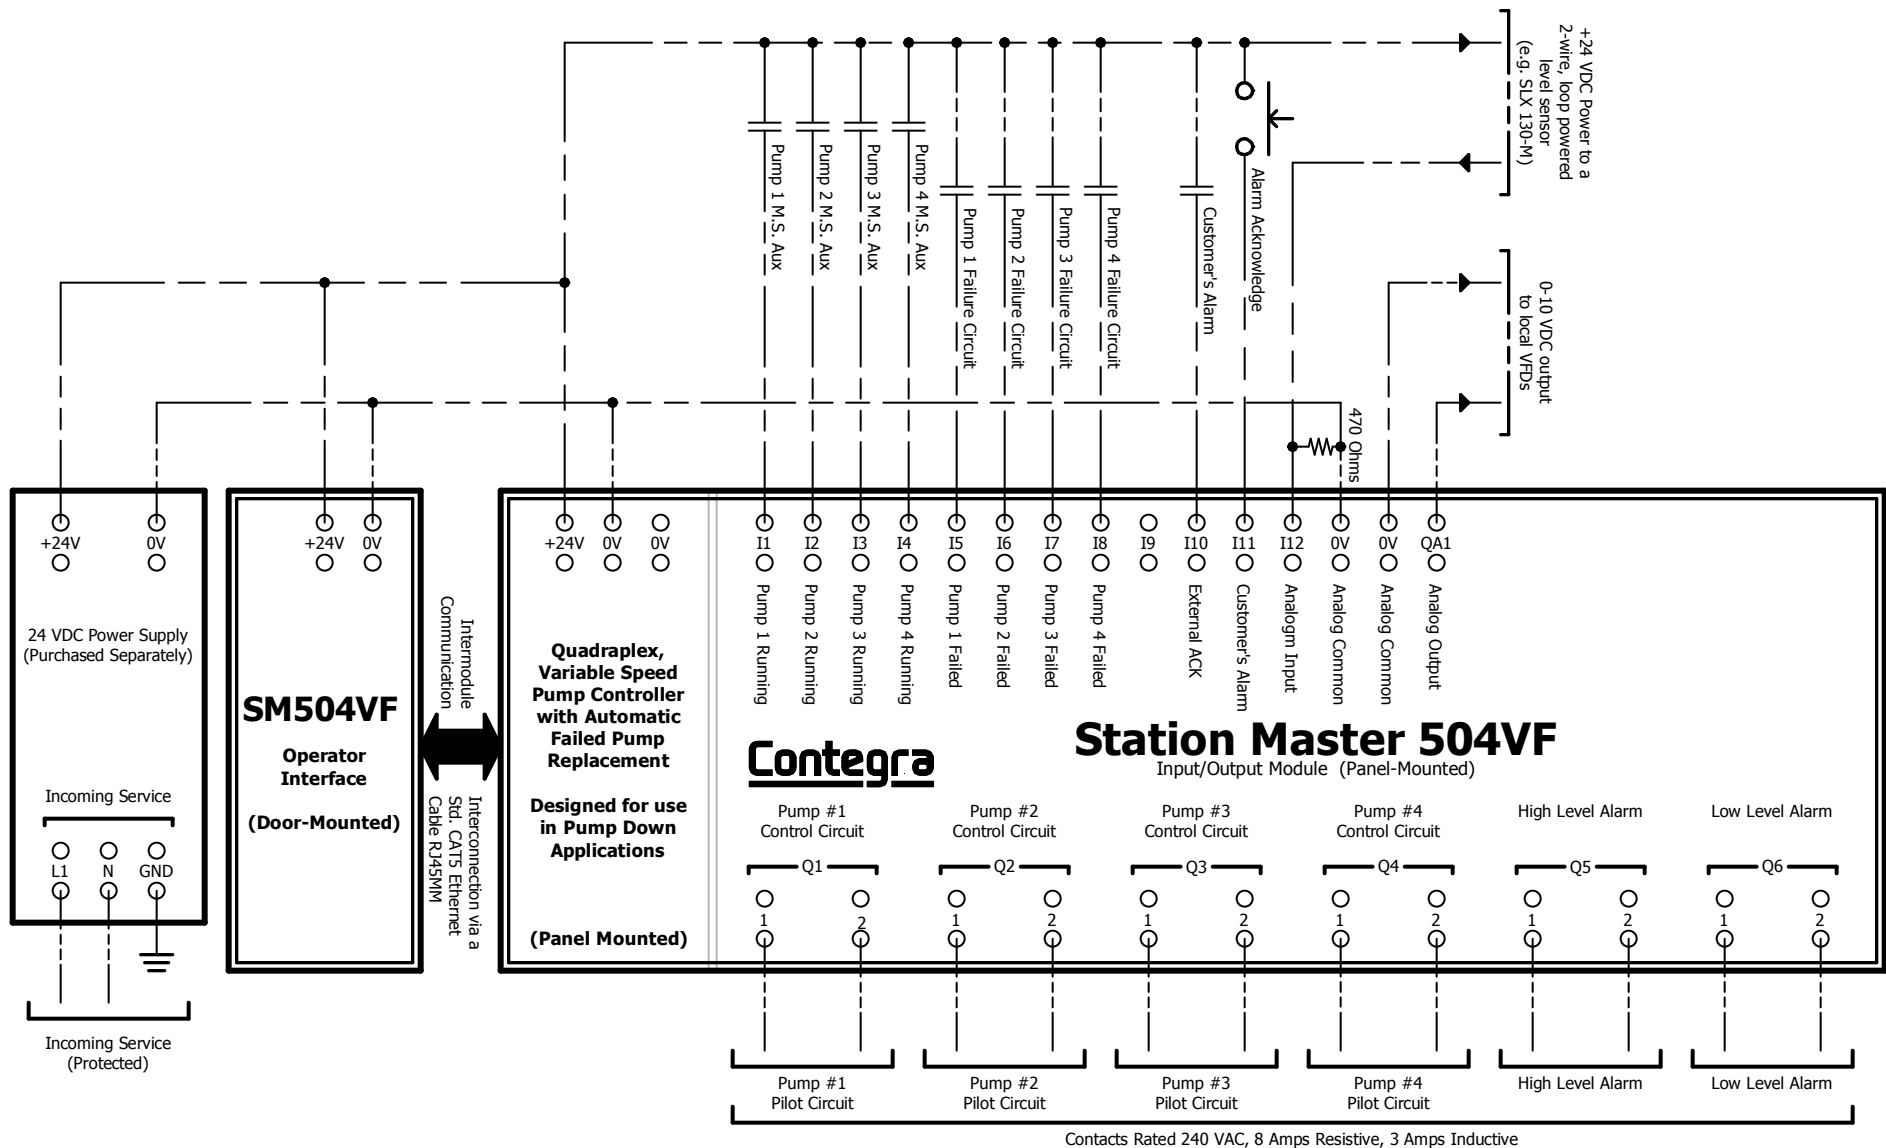 +24 VDC Power to a
2-wire, loop powered
level sensor
(e.g. SLX 130-M)
0-10 VDC output
to local VFDs
Pump 1 M.S. Aux
Pump 2 M.S. Aux
Pump 3 M.S. Aux
Pump 4 M.S. Aux
Pump 1 Failure Circuit
Pump 2 Failure Circuit
Pump 3 Failure Circuit
Pump 4 Failure Circuit
Customer's Alarm
Alarm Acknowledge
470 Ohms
+24V
0V
24 VDC Power Supply
(Purchased Separately)
Incoming Service
L1
N
GND
Incoming Service
(Protected)
+24V
0V
SM504VF
Operator
Interface
(Door-Mounted)
Intermodule
Communication
Interconnection via a
Std. CAT5 Ethernet
Cable RJ45MM
+24V
0V
0V
Quadraplex,
Variable Speed
Pump Controller
with Automatic
Failed Pump
Replacement
Designed for use
in Pump Down
Applications
(Panel Mounted)
I1
I2
I3
I4
I5
I6
I7
I8
I9
I10
I11
I12
0V
0V
QA1
Pump 1 Running
Pump 2 Running
Pump 3 Running
Pump 4 Running
Pump 1 Failed
Pump 2 Failed
Pump 3 Failed
Pump 4 Failed
External ACK
Customer's Alarm
Analogm Input
Analog Common
Analog Common
Analog Output
Contegra
Station Master 504VF
Input/Output Module (Panel-Mounted)
Pump #1
Control Circuit
Pump #2
Control Circuit
Pump #3
Control Circuit
Pump #4
Control Circuit
High Level Alarm
Low Level Alarm
Q1
Q2
Q3
Q4
Q5
Q6
1
2
1
2
1
2
1
2
1
2
1
2
Pump #1
Pilot Circuit
Pump #2
Pilot Circuit
Pump #3
Pilot Circuit
Pump #4
Pilot Circuit
High Level Alarm
Low Level Alarm
Contacts Rated 240 VAC, 8 Amps Resistive, 3 Amps Inductive